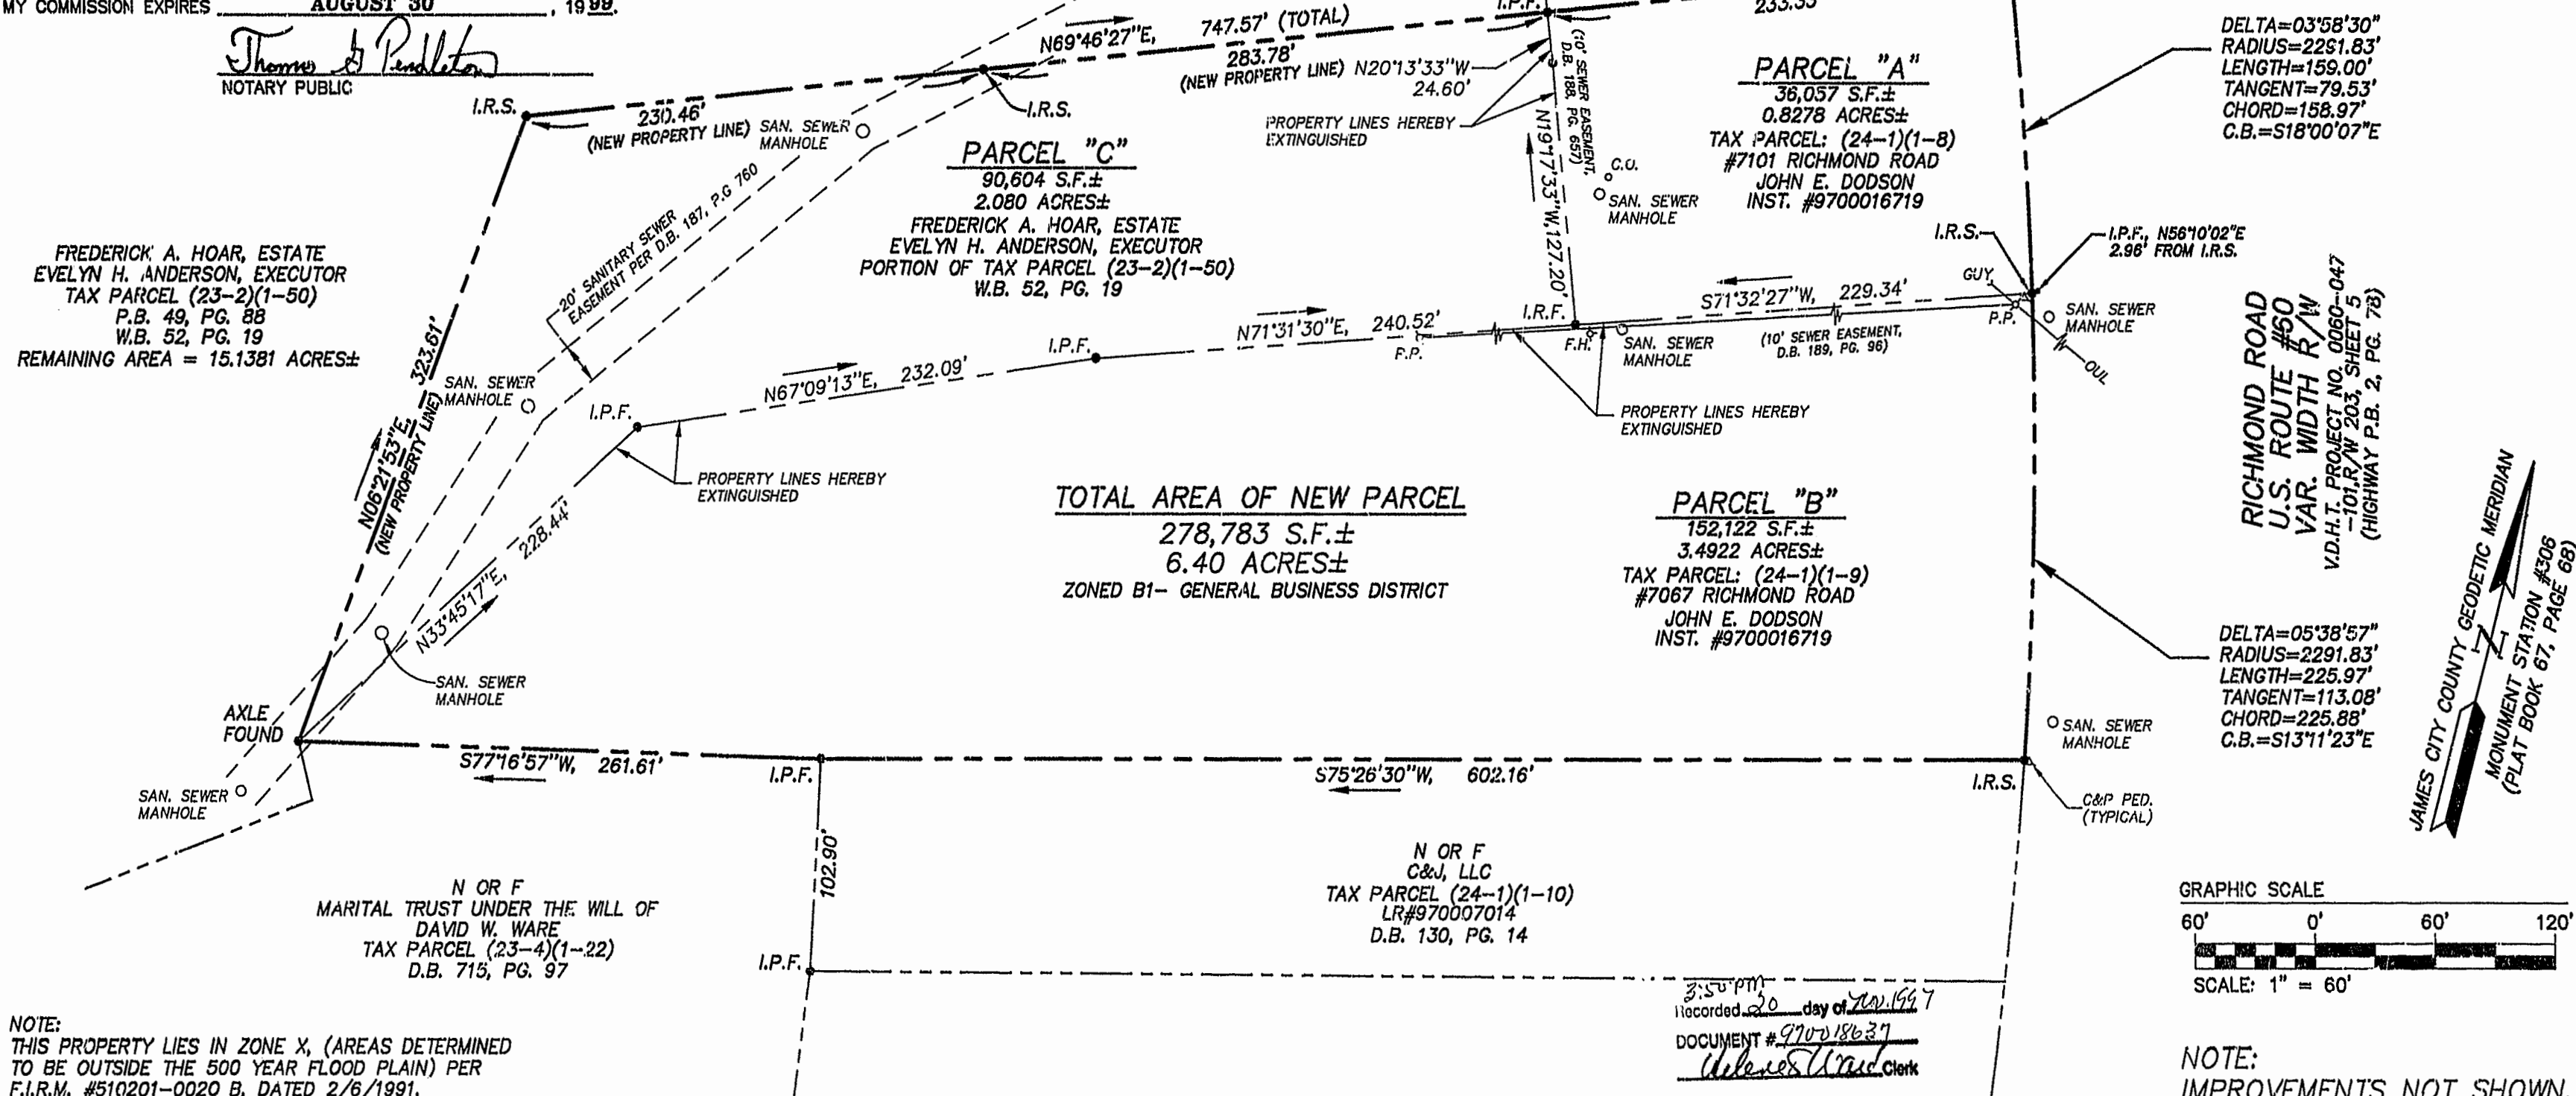 MY COMMISSION EXPIRES AUGUST 30, 1999.
Thomas G Pendleton
NOTARY PUBLIC
I.R.S.
230.46'
(NEW PROPERTY LINE)
SAN. SEWER
MANHOLE
N69°46'27"E, 747.57' (TOTAL)
283.78'
(NEW PROPERTY LINE)
I.R.S.
I.P.F.
233.35'
N20°13'33"W
24.60'
PROPERTY LINES HEREBY
EXTINGUISHED
(10' SEWER EASEMENT,
D.B. 188, PG. 657)
N19°17'33"W, 127.20'
C.O.
SAN. SEWER
MANHOLE
PARCEL "A"
36,057 S.F.±
0.8278 ACRES±
TAX PARCEL: (24-1)(1-8)
#7101 RICHMOND ROAD
JOHN E. DODSON
INST. #9700016719
DELTA=03°58'30"
RADIUS=2291.83'
LENGTH=159.00'
TANGENT=79.53'
CHORD=158.97'
C.B.=S18°00'07"E
PARCEL "C"
90,604 S.F.±
2.080 ACRES±
FREDERICK A. HOAR, ESTATE
EVELYN H. ANDERSON, EXECUTOR
PORTION OF TAX PARCEL (23-2)(1-50)
W.B. 52, PG. 19
20' SANITARY SEWER
EASEMENT PER D.B. 187, P.G 760
FREDERICK A. HOAR, ESTATE
EVELYN H. ANDERSON, EXECUTOR
TAX PARCEL (23-2)(1-50)
P.B. 49, PG. 88
W.B. 52, PG. 19
REMAINING AREA = 15.1381 ACRES±
N06°21'53"E, 323.61'
(NEW PROPERTY LINE)
SAN. SEWER
MANHOLE
I.P.F.
N67°09'13"E, 232.09'
I.P.F.
N71°31'30"E, 240.52'
P.P.
I.R.F.
F.H.
SAN. SEWER
MANHOLE
S71°32'27"W, 229.34'
(10' SEWER EASEMENT,
D.B. 189, PG. 96)
I.R.S.
I.P.F., N56°10'02"E
2.96' FROM I.R.S.
GUY
P.P.
SAN. SEWER
MANHOLE
OUL
PROPERTY LINES HEREBY
EXTINGUISHED
PROPERTY LINES HEREBY
EXTINGUISHED
N33°45'17"E, 228.44'
RICHMOND ROAD
U.S. ROUTE #60
VAR. WIDTH R/W
V.D.H.T. PROJECT NO. 0060-047
-101,R/W 203, SHEET 5
(HIGHWAY P.B. 2, PG. 78)
TOTAL AREA OF NEW PARCEL
278,783 S.F.±
6.40 ACRES±
ZONED B1- GENERAL BUSINESS DISTRICT
PARCEL "B"
152,122 S.F.±
3.4922 ACRES±
TAX PARCEL: (24-1)(1-9)
#7067 RICHMOND ROAD
JOHN E. DODSON
INST. #9700016719
DELTA=05°38'57"
RADIUS=2291.83'
LENGTH=225.97'
TANGENT=113.08'
CHORD=225.88'
C.B.=S13°11'23"E
JAMES CITY COUNTY GEODETIC MERIDIAN
N
MONUMENT STATION #306
(PLAT BOOK 67, PAGE 68)
SAN. SEWER
MANHOLE
AXLE
FOUND
SAN. SEWER
MANHOLE
S77°16'57"W, 261.61'
I.P.F.
S75°26'30"W, 602.16'
I.R.S.
SAN. SEWER
MANHOLE
C&P PED.
(TYPICAL)
102.90'
I.P.F.
N OR F
MARITAL TRUST UNDER THE WILL OF
DAVID W. WARE
TAX PARCEL (23-4)(1-22)
D.B. 715, PG. 97
N OR F
C&J, LLC
TAX PARCEL (24-1)(1-10)
LR#970007014
D.B. 130, PG. 14
GRAPHIC SCALE
60' 0' 60' 120'
SCALE: 1" = 60'
3:50 PM
Recorded 20 day of Nov. 1997
DOCUMENT # 970018637
Helene S Ward Clerk
NOTE:
THIS PROPERTY LIES IN ZONE X, (AREAS DETERMINED
TO BE OUTSIDE THE 500 YEAR FLOOD PLAIN) PER
F.I.R.M. #510201-0020 B, DATED 2/6/1991.
NOTE:
IMPROVEMENTS NOT SHOWN.